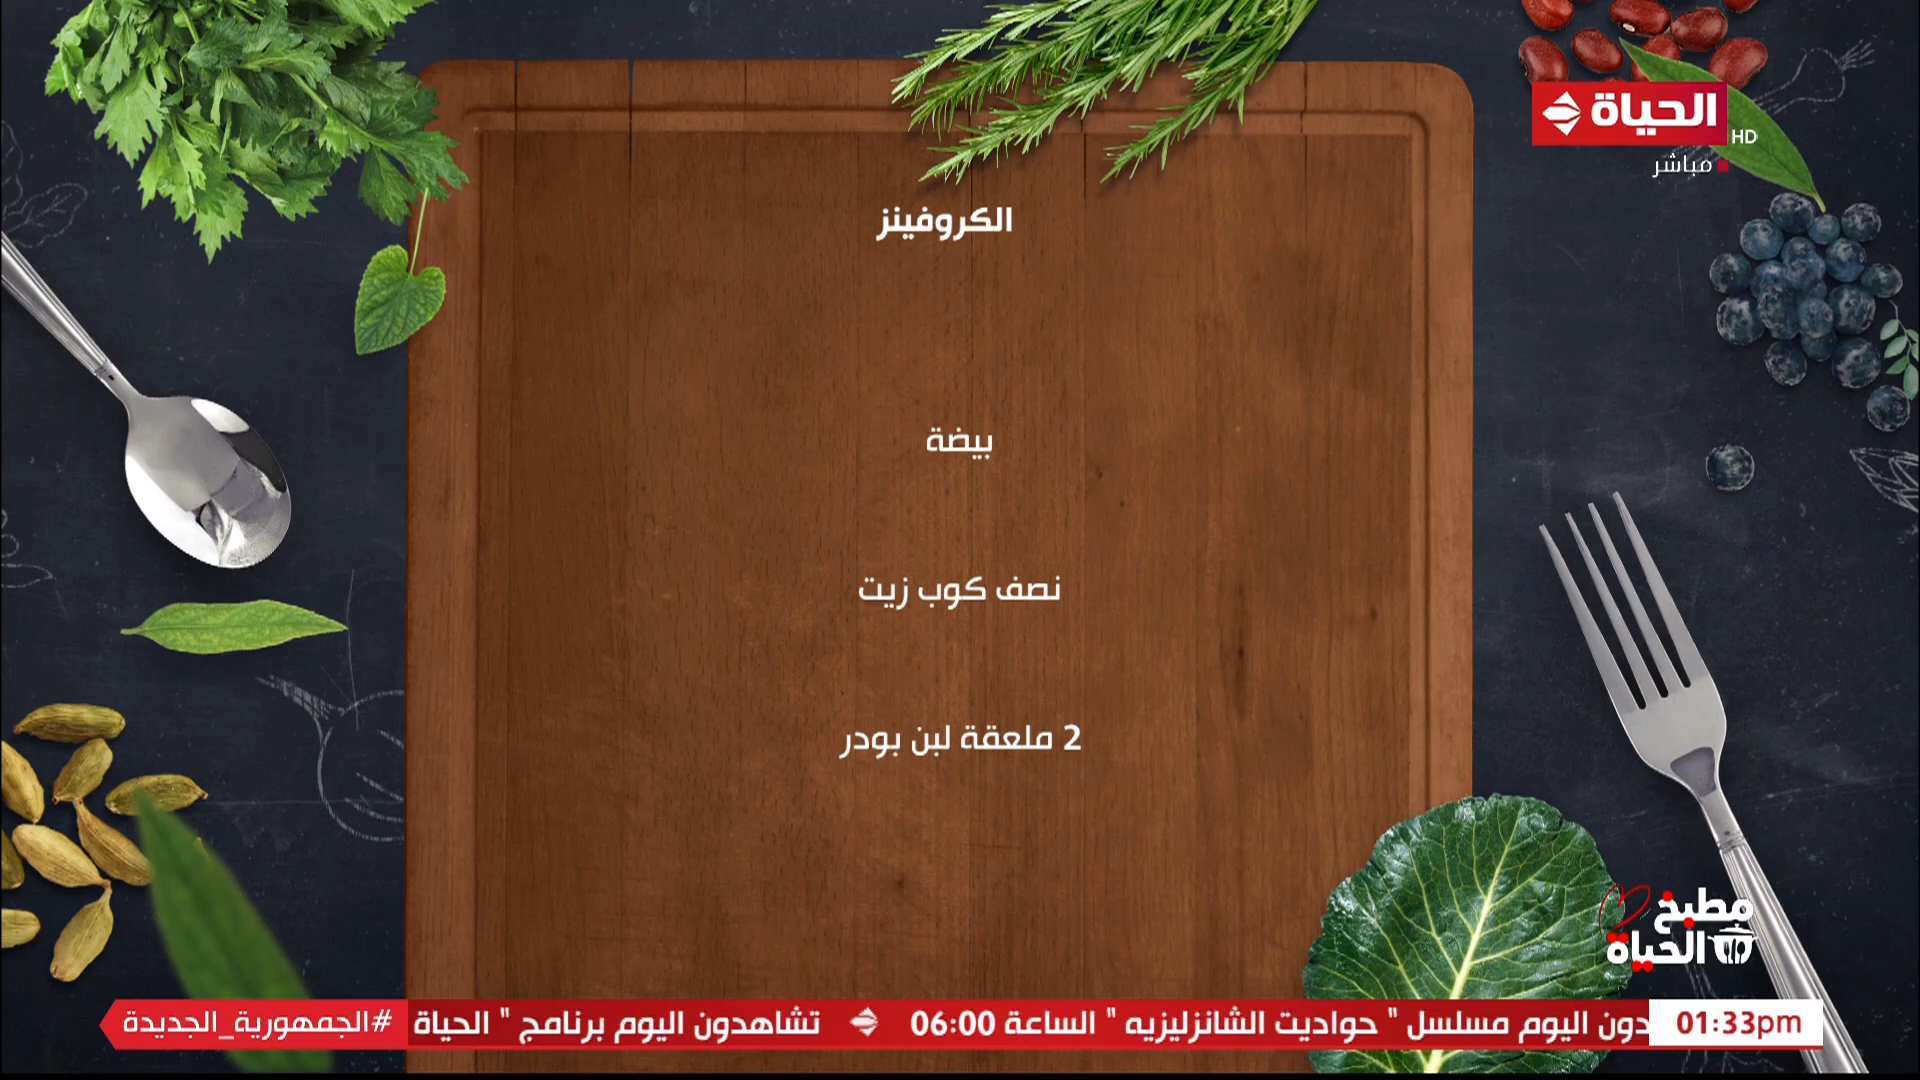 الحياة
HD
مباشر
الكروفينز
بيضة
نصف كوب زيت
2 ملعقة لبن بودر
مطبخ
الحياة
01:33pm
دون اليوم مسلسل " حواديت الشانزليزيه " الساعة 06:00
تشاهدون اليوم برنامج " الحياة
#الجمهورية_الجديدة